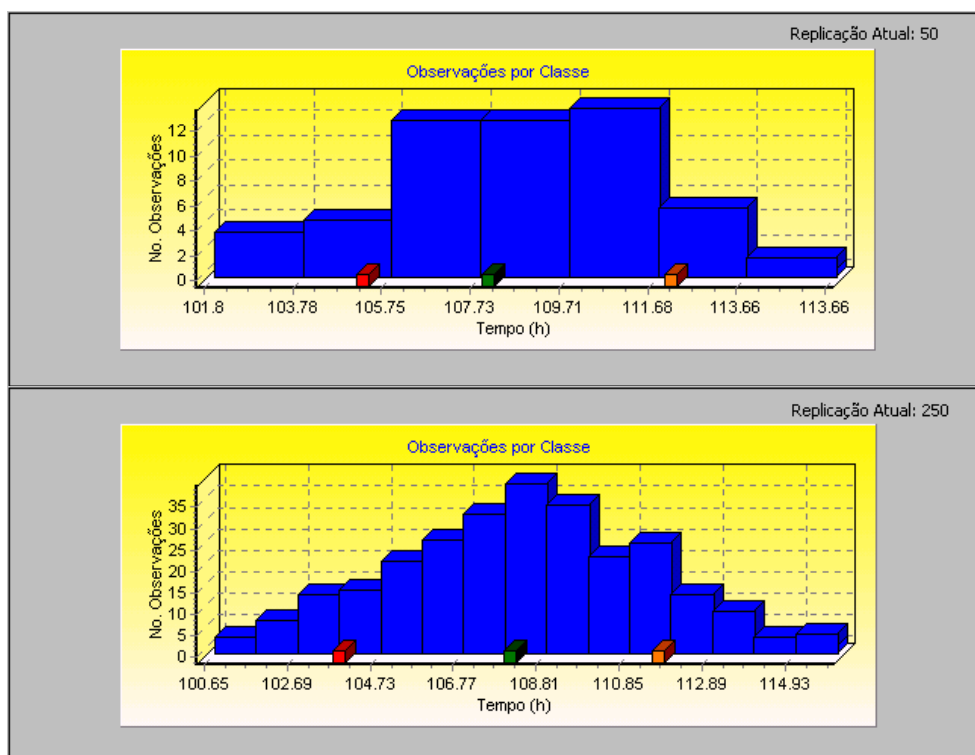 Replicação Atual: 50
Observações por Classe
No. Observações
12
10
8
6
4
2
0
101.8 103.78 105.75 107.73 109.71 111.68 113.66 113.66
Tempo (h)
Replicação Atual: 250
Observações por Classe
No. Observações
35
30
25
20
15
10
5
0
100.65 102.69 104.73 106.77 108.81 110.85 112.89 114.93
Tempo (h)